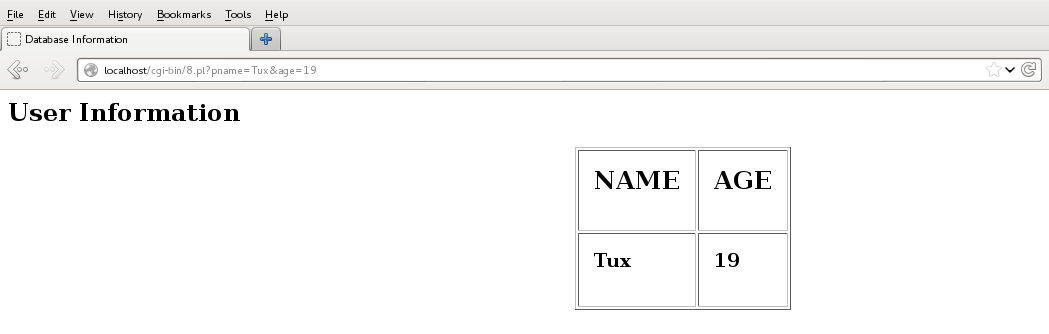 File Edit View History Bookmarks Tools Help
Database Information
localhost/cgi-bin/8.pl?pname=Tux&age=19
User Information
NAME AGE
Tux 19